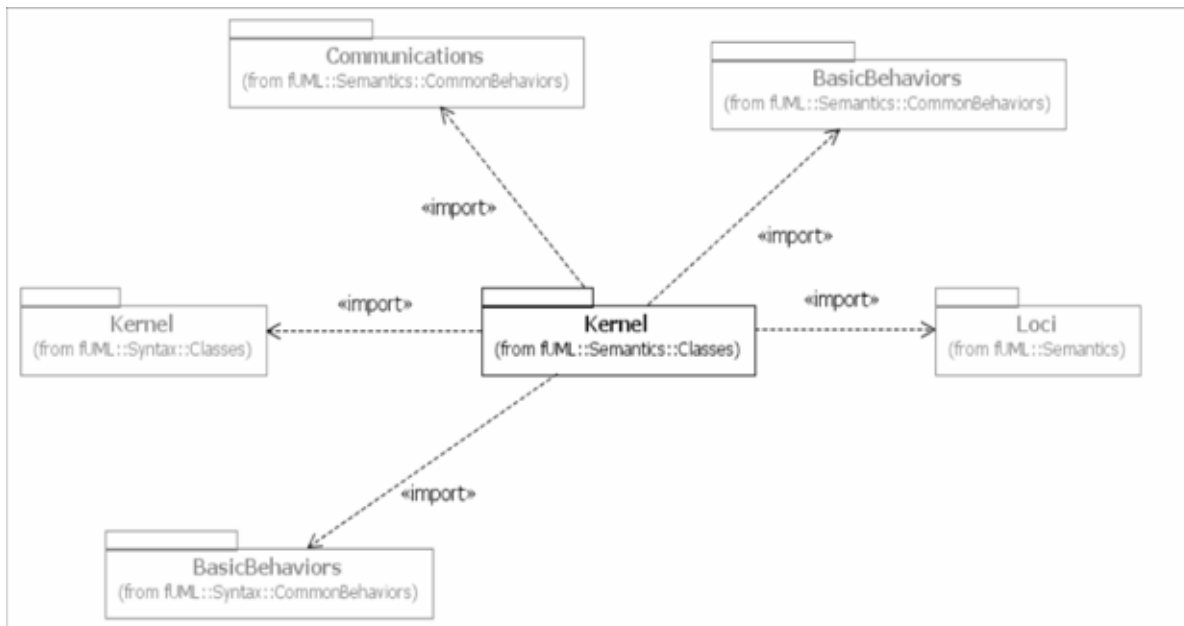 Communications
(from fUML::Semantics::CommonBehaviors)
BasicBehaviors
(from fUML::Semantics::CommonBehaviors)
«import»
«import»
«import»
«import»
Kernel
(from fUML::Syntax::Classes)
Kernel
(from fUML::Semantics::Classes)
Loci
(from fUML::Semantics)
«import»
BasicBehaviors
(from fUML::Syntax::CommonBehaviors)